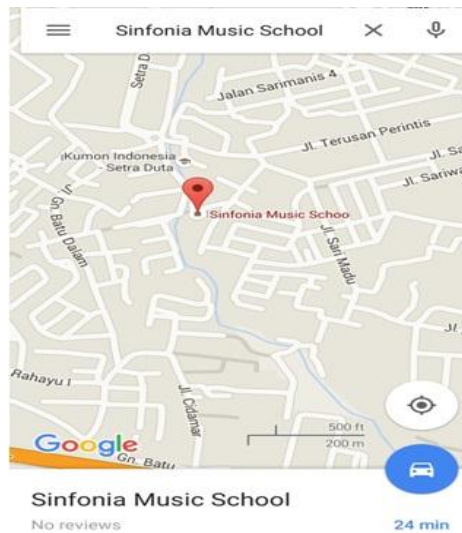 Sinfonia Music School
Setra D
Jalan Sarimanis 4
Jl. Terusan Perintis
Kumon Indonesia
- Setra Duta
Jl. Sa
Jl. Sariwa
Sinfonia Music Schoo
Jl.
Gn. Batu Dalam
Jl. Sari Madu
Jl.
Rahayu I
Jl. Cidamar
500 ft
200 m
Google
Gn. Batu
Sinfonia Music School
No reviews
24 min